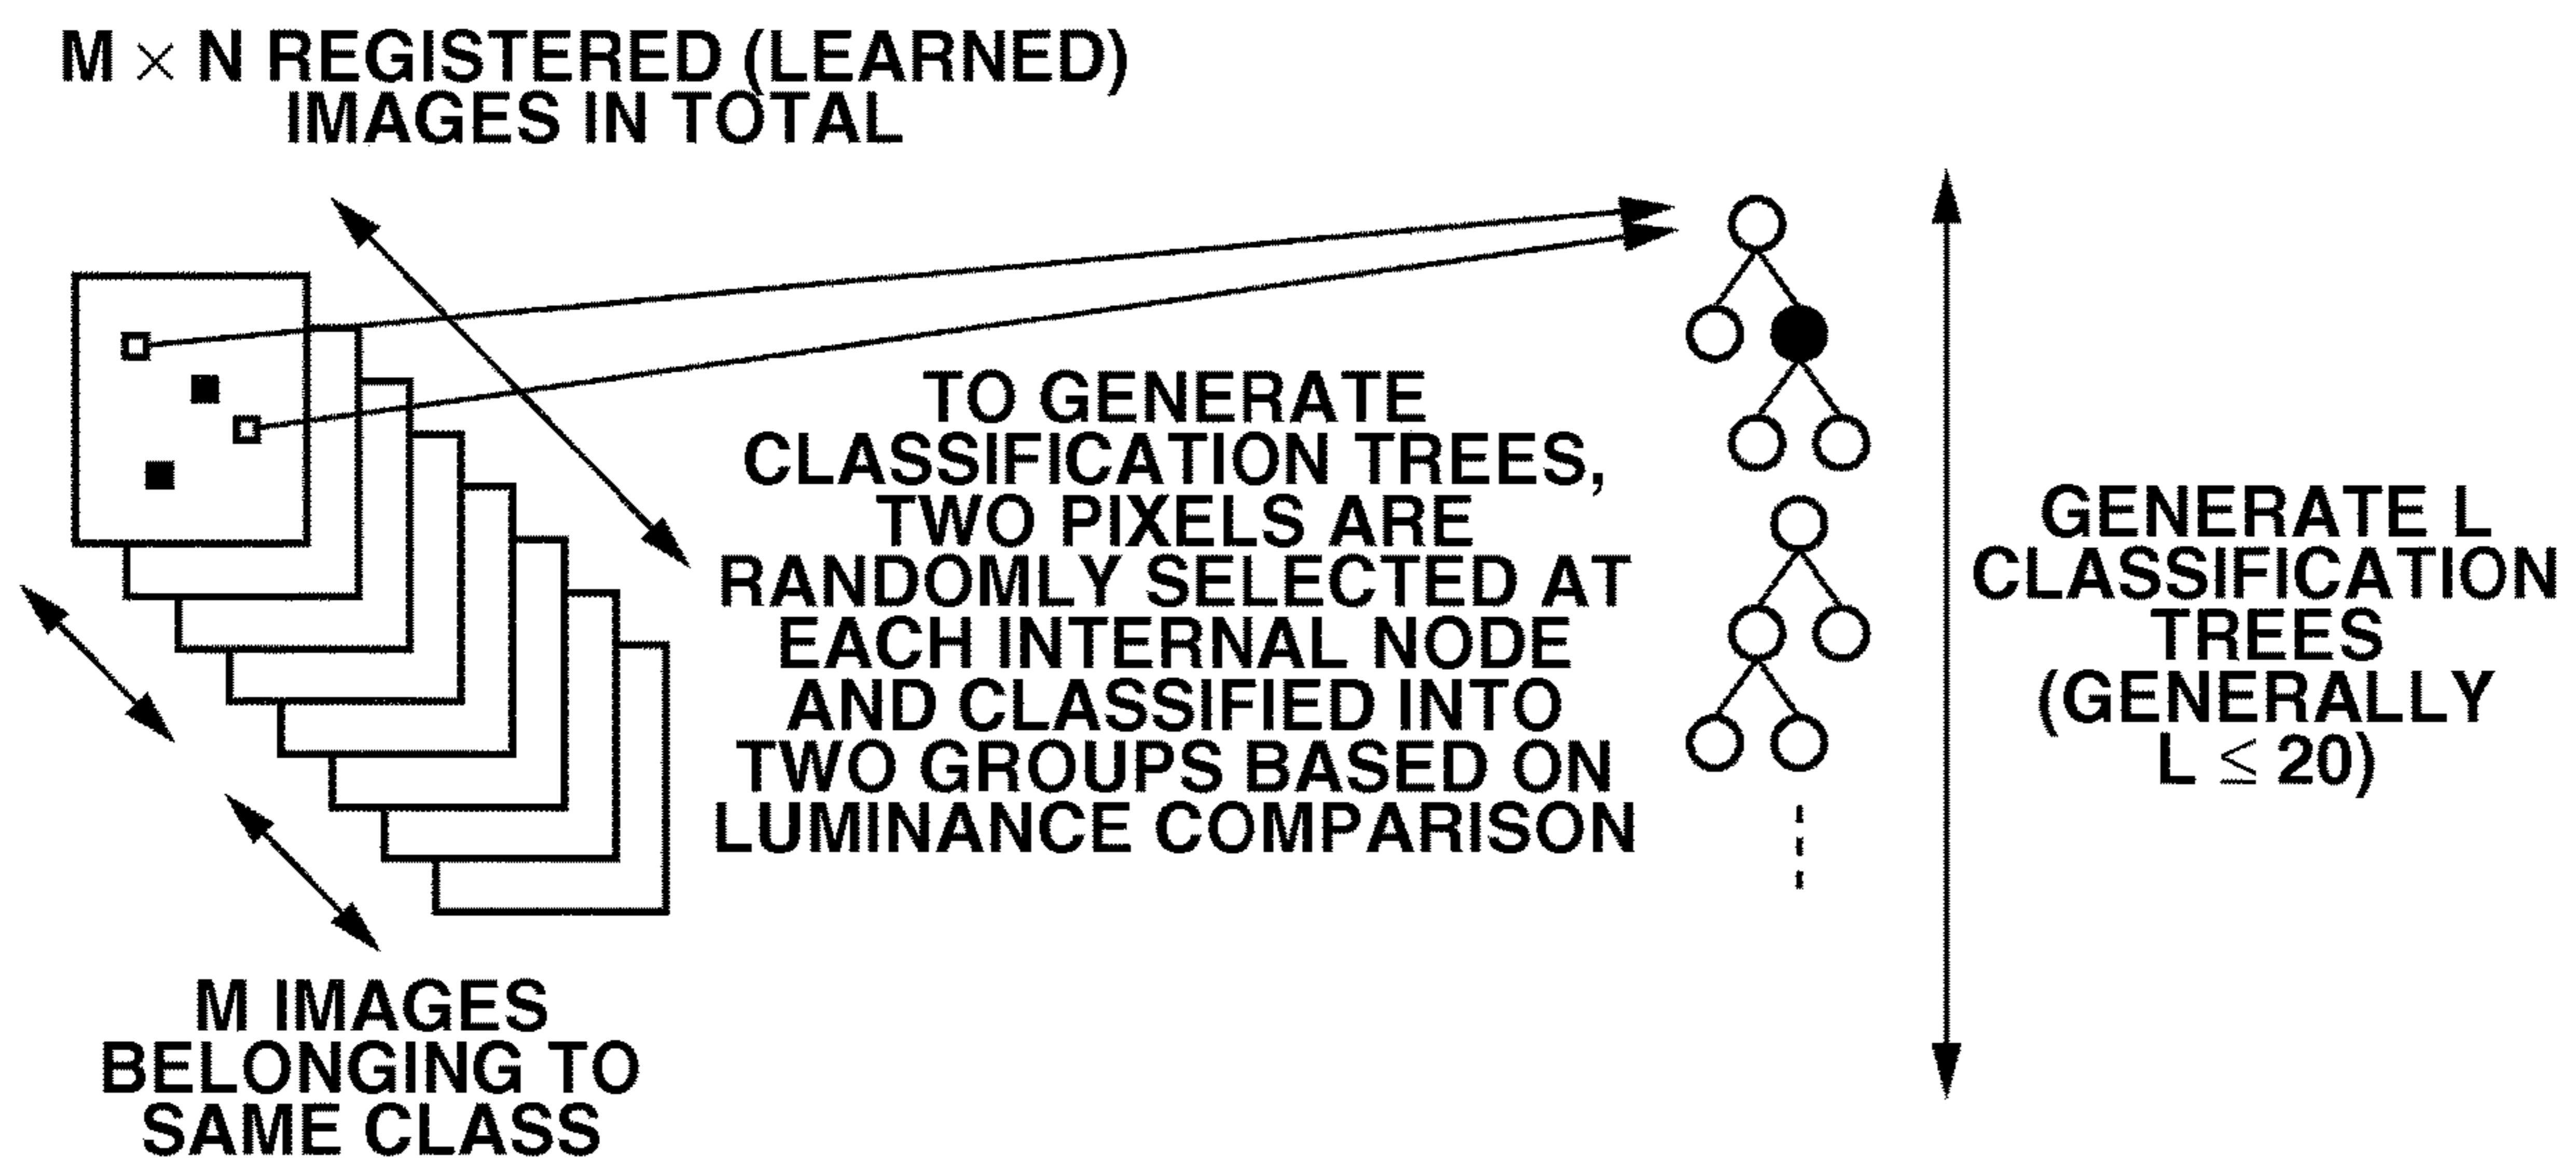 M × N REGISTERED (LEARNED)
IMAGES IN TOTAL
TO GENERATE
CLASSIFICATION TREES,
TWO PIXELS ARE
RANDOMLY SELECTED AT
EACH INTERNAL NODE
AND CLASSIFIED INTO
TWO GROUPS BASED ON
LUMINANCE COMPARISON
GENERATE L
CLASSIFICATION
TREES
(GENERALLY
L ≤ 20)
M IMAGES
BELONGING TO
SAME CLASS